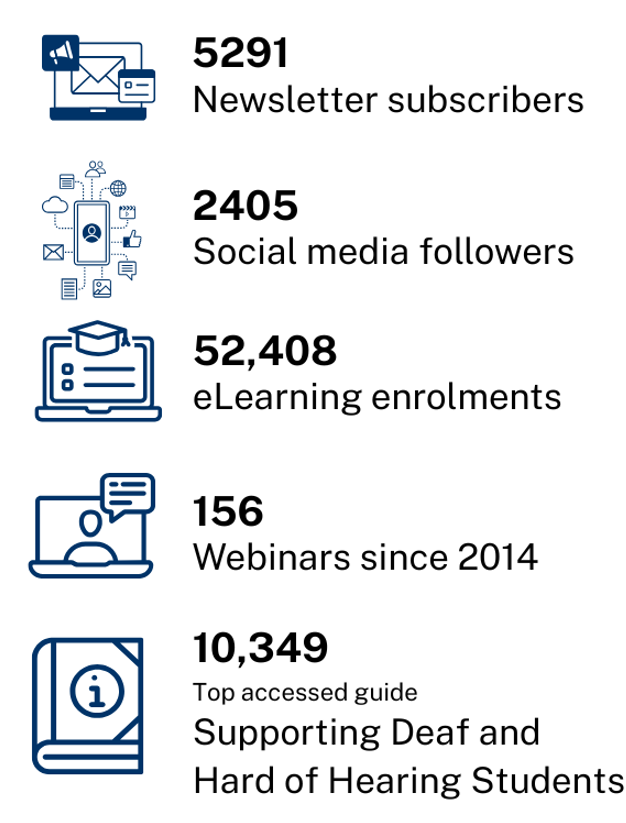 5291
Newsletter subscribers
2405
Social media followers
52,408
eLearning enrolments
156
Webinars since 2014
10,349
Top accessed guide
Supporting Deaf and
Hard of Hearing Students